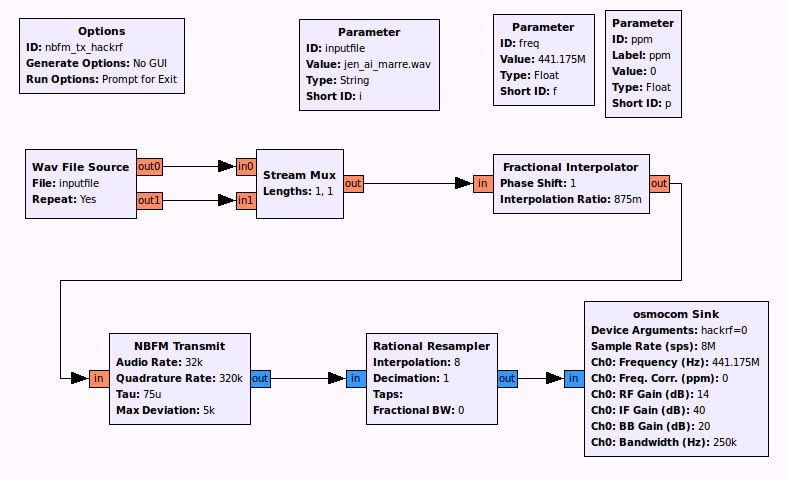 Options
ID: nbfm_tx_hackrf
Generate Options: No GUI
Run Options: Prompt for Exit
Parameter
ID: inputfile
Value: jen_ai_marre.wav
Type: String
Short ID: i
Parameter
ID: freq
Value: 441.175M
Type: Float
Short ID: f
Parameter
ID: ppm
Label: ppm
Value: 0
Type: Float
Short ID: p
Wav File Source
File: inputfile
Repeat: Yes
out0
out1
in0
in1
Stream Mux
Lengths: 1, 1
out
in
Fractional Interpolator
Phase Shift: 1
Interpolation Ratio: 875m
out
in
NBFM Transmit
Audio Rate: 32k
Quadrature Rate: 320k
Tau: 75u
Max Deviation: 5k
out
in
Rational Resampler
Interpolation: 8
Decimation: 1
Taps:
Fractional BW: 0
out
in
osmocom Sink
Device Arguments: hackrf=0
Sample Rate (sps): 8M
Ch0: Frequency (Hz): 441.175M
Ch0: Freq. Corr. (ppm): 0
Ch0: RF Gain (dB): 14
Ch0: IF Gain (dB): 40
Ch0: BB Gain (dB): 20
Ch0: Bandwidth (Hz): 250k